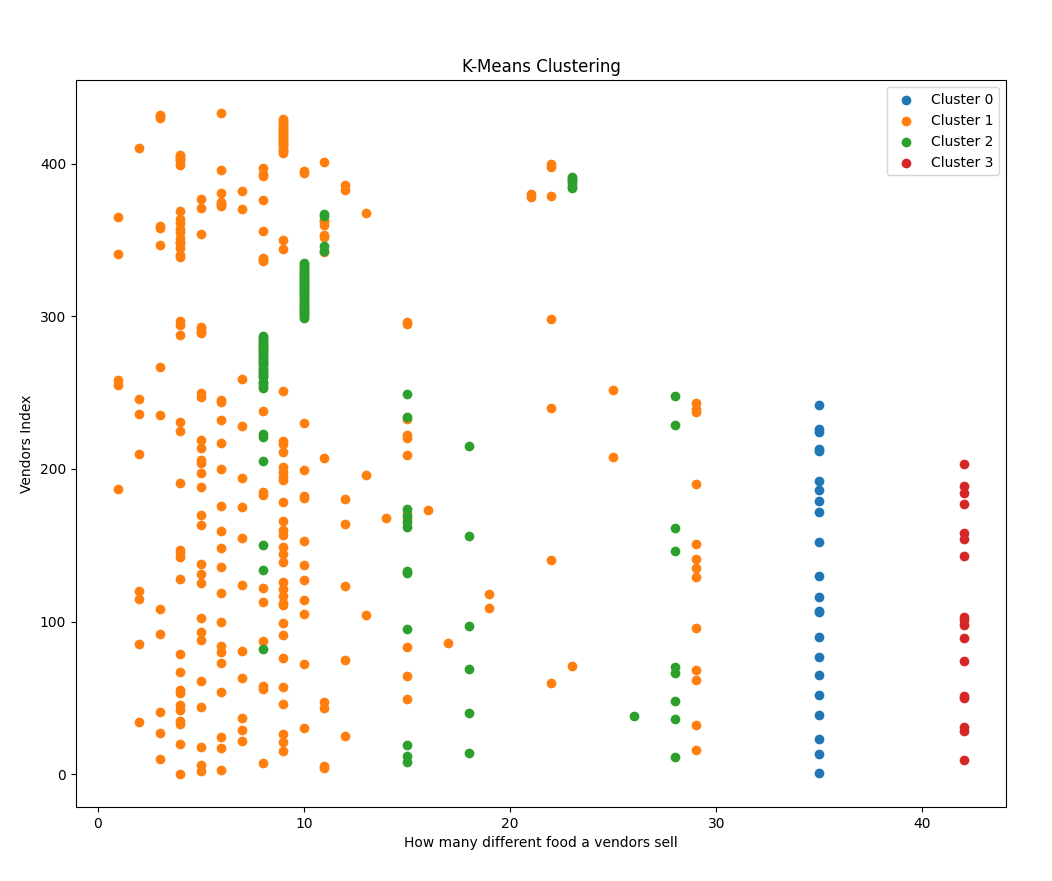 K-Means Clustering
Cluster 0
Cluster 1
Cluster 2
Cluster 3
400
300
200
100
0
Vendors Index
0 10 20 30 40
How many different food a vendors sell